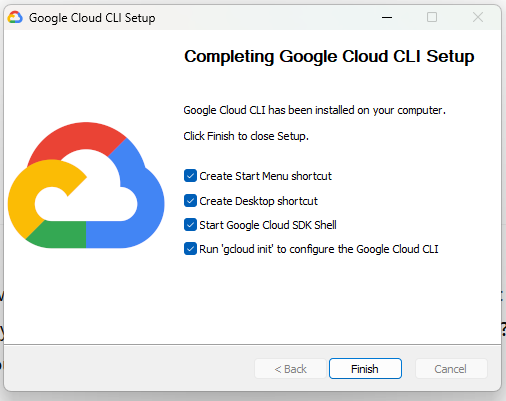 Google Cloud CLI Setup
Completing Google Cloud CLI Setup
Google Cloud CLI has been installed on your computer.
Click Finish to close Setup.
Create Start Menu shortcut
Create Desktop shortcut
Start Google Cloud SDK Shell
Run 'gcloud init' to configure the Google Cloud CLI
< Back
Finish
Cancel